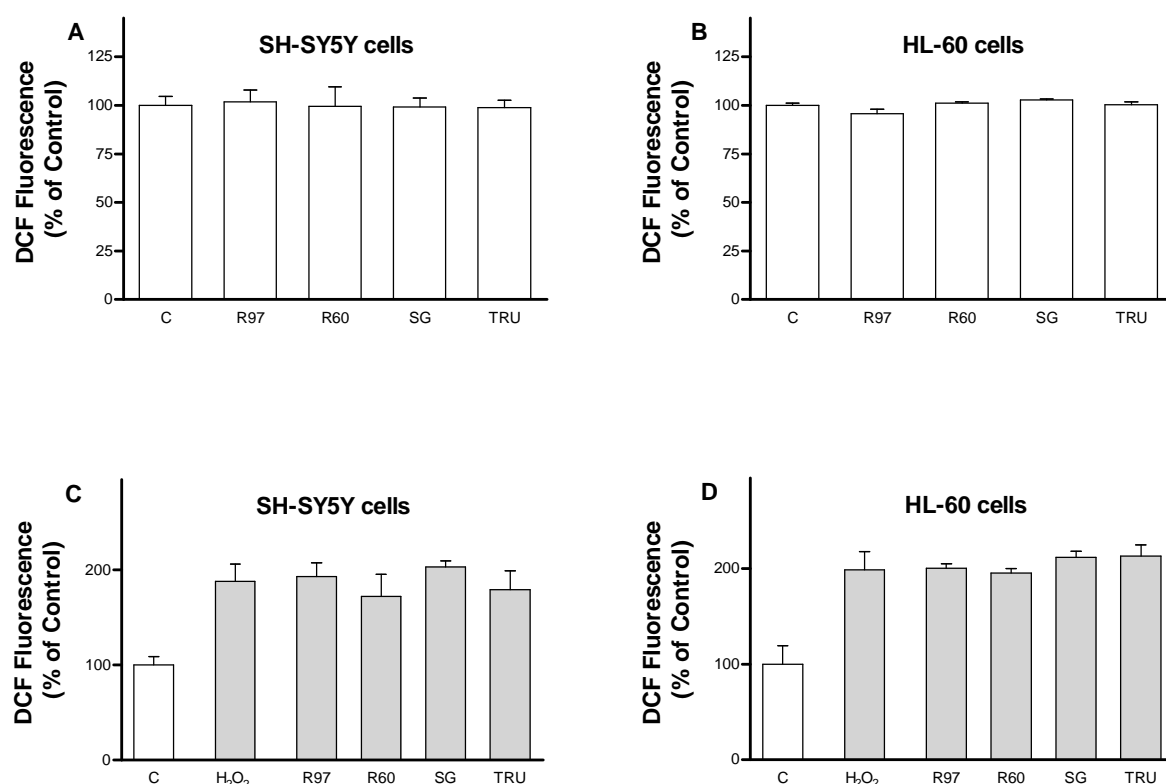 A
SH-SY5Y cells
DCF Fluorescence
(% of Control)
125
100
75
50
25
0
C R97 R60 SG TRU
B
HL-60 cells
DCF Fluorescence
(% of Control)
125
100
75
50
25
0
C R97 R60 SG TRU
C
SH-SY5Y cells
DCF Fluorescence
(% of Control)
200
100
0
C H₂O₂ R97 R60 SG TRU
D
HL-60 cells
DCF Fluorescence
(% of Control)
200
100
0
C H₂O₂ R97 R60 SG TRU